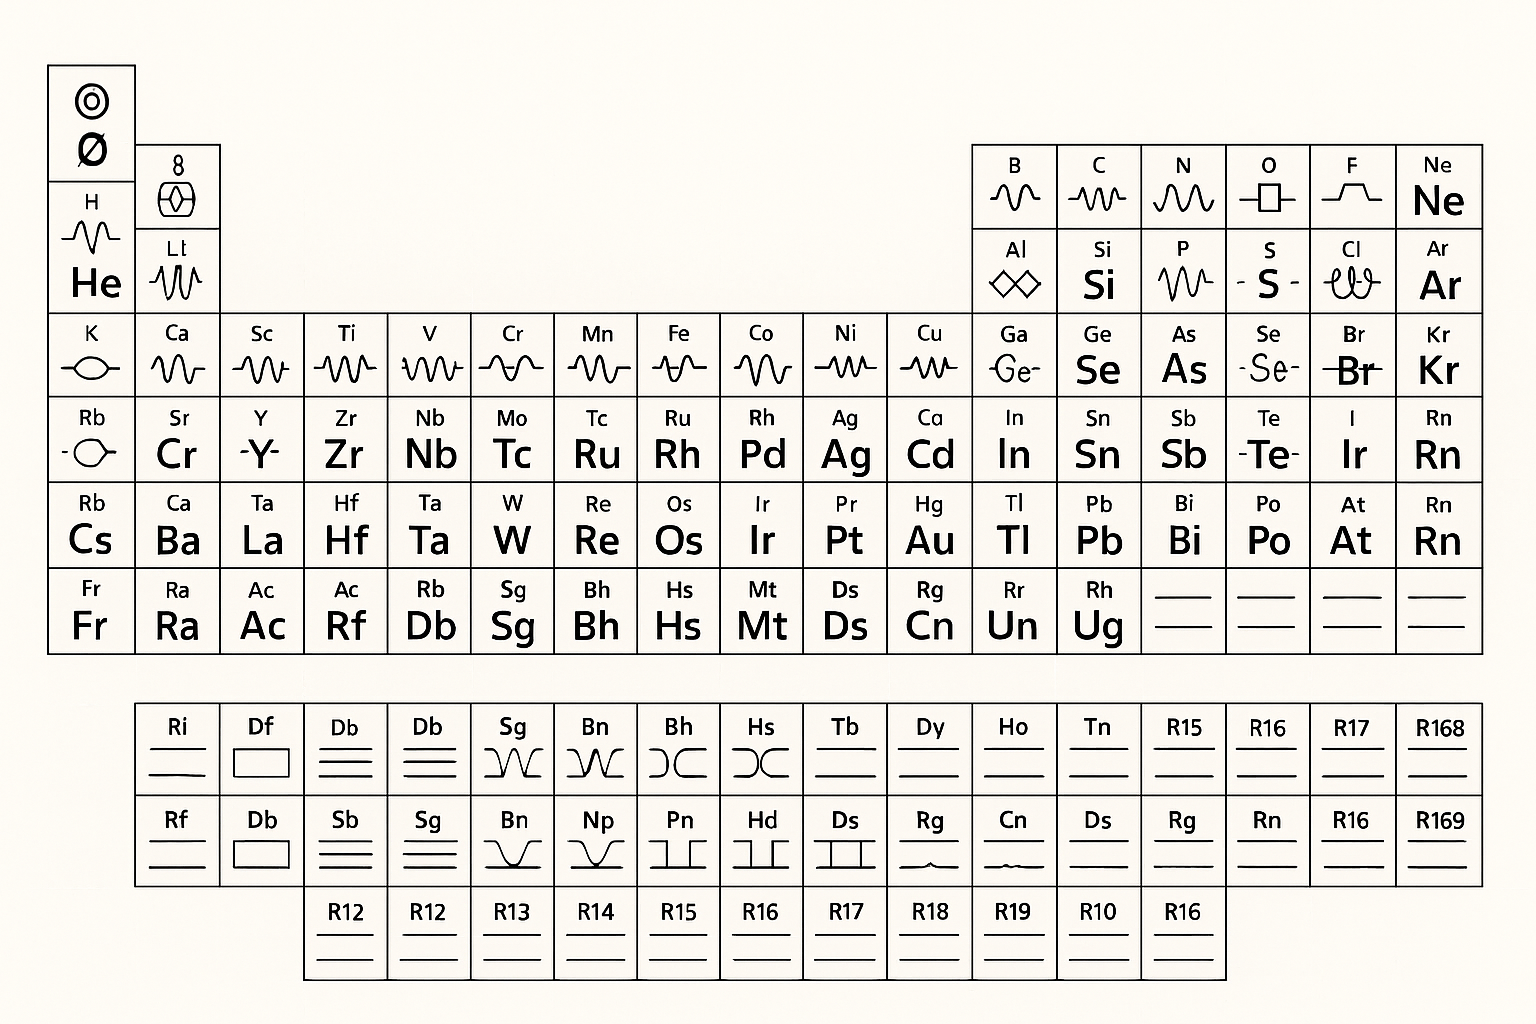 Ø
8
B C N O F Ne
Ne
H
He
Lt
Al Si P S Cl Ar
Si - S - Ar
K Ca Sc Ti V Cr Mn Fe Co Ni Cu Ga Ge As Se Br Kr
-Ge- Se As -Se- Br Kr
Rb Sr Y Zr Nb Mo Tc Ru Rh Ag Ca In Sn Sb Te I Rn
Cr -Y- Zr Nb Tc Ru Rh Pd Ag Cd In Sn Sb -Te- Ir Rn
Rb Ca Ta Hf Ta W Re Os Ir Pr Hg Tl Pb Bi Po At Rn
Cs Ba La Hf Ta W Re Os Ir Pt Au Tl Pb Bi Po At Rn
Fr Ra Ac Ac Rb Sg Bh Hs Mt Ds Rg Rr Rh
Fr Ra Ac Rf Db Sg Bh Hs Mt Ds Cn Un Ug
Ri Df Db Db Sg Bn Bh Hs Tb Dy Ho Tn R15 R16 R17 R168
Rf Db Sb Sg Bn Np Pn Hd Ds Rg Cn Ds Rg Rn R16 R169
R12 R12 R13 R14 R15 R16 R17 R18 R19 R10 R16